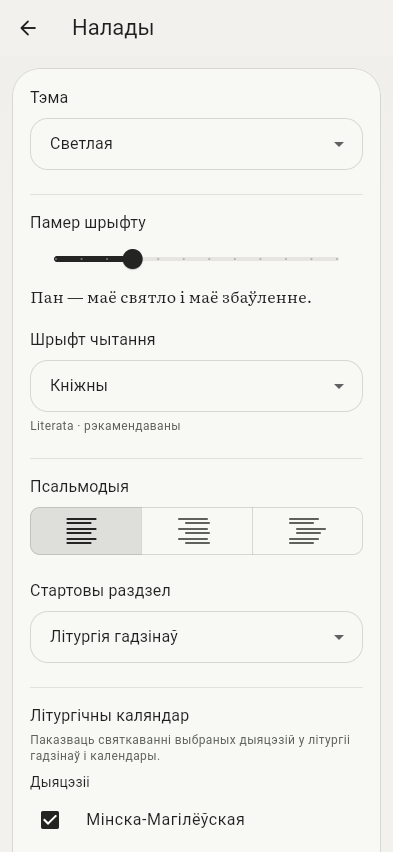 Налады
Тэма
Светлая
Памер шрыфту
Пан — маё святло і маё збаўленне.
Шрыфт чытання
Кніжны
Literata · рэкамендаваны
Псальмодыя
Стартовы раздзел
Літургія гадзінаў
Літургічны каляндар
Паказваць святкаванні выбраных дыяцэзій у літургіі
гадзінаў і календары.
Дыяцэзіі
Мінска-Магілёўская